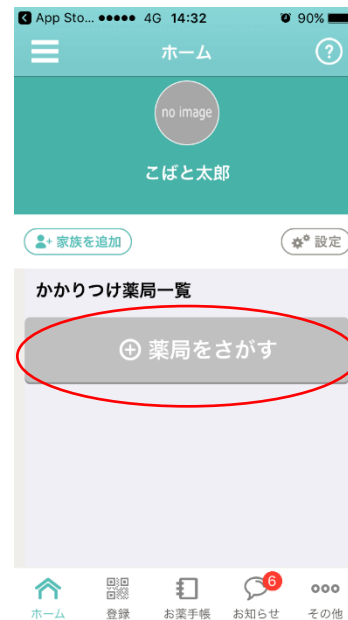 App Sto... 4G 14:32 90%
ホーム
?
no image
こばと太郎
家族を追加
設定
かかりつけ薬局一覧
薬局をさがす
6
ホーム 登録 お薬手帳 お知らせ その他